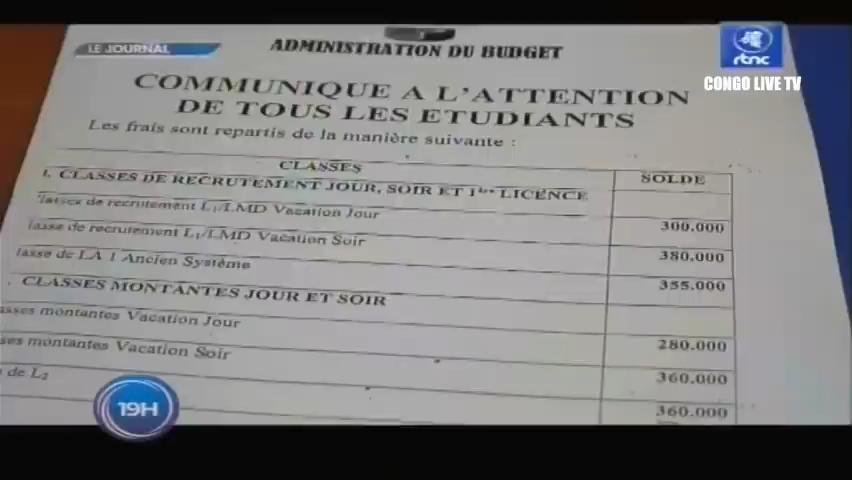 LE JOURNAL
rtnc
CONGO LIVE TV
ADMINISTRATION DU BUDGET
COMMUNIQUE A L'ATTENTION
DE TOUS LES ETUDIANTS
Les frais sont repartis de la manière suivante :
CLASSES SOLDE
1. CLASSES DE RECRUTEMENT JOUR, SOIR ET 1ère LICENCE
lasses de recrutement L1/LMD Vacation Jour 300.000
lasse de recrutement L1/LMD Vacation Soir 380.000
lasse de LA 1 Ancien Système 355.000
. CLASSES MONTANTES JOUR ET SOIR
asses montantes Vacation Jour 280.000
ses montantes Vacation Soir 360.000
de L2 360.000
19H